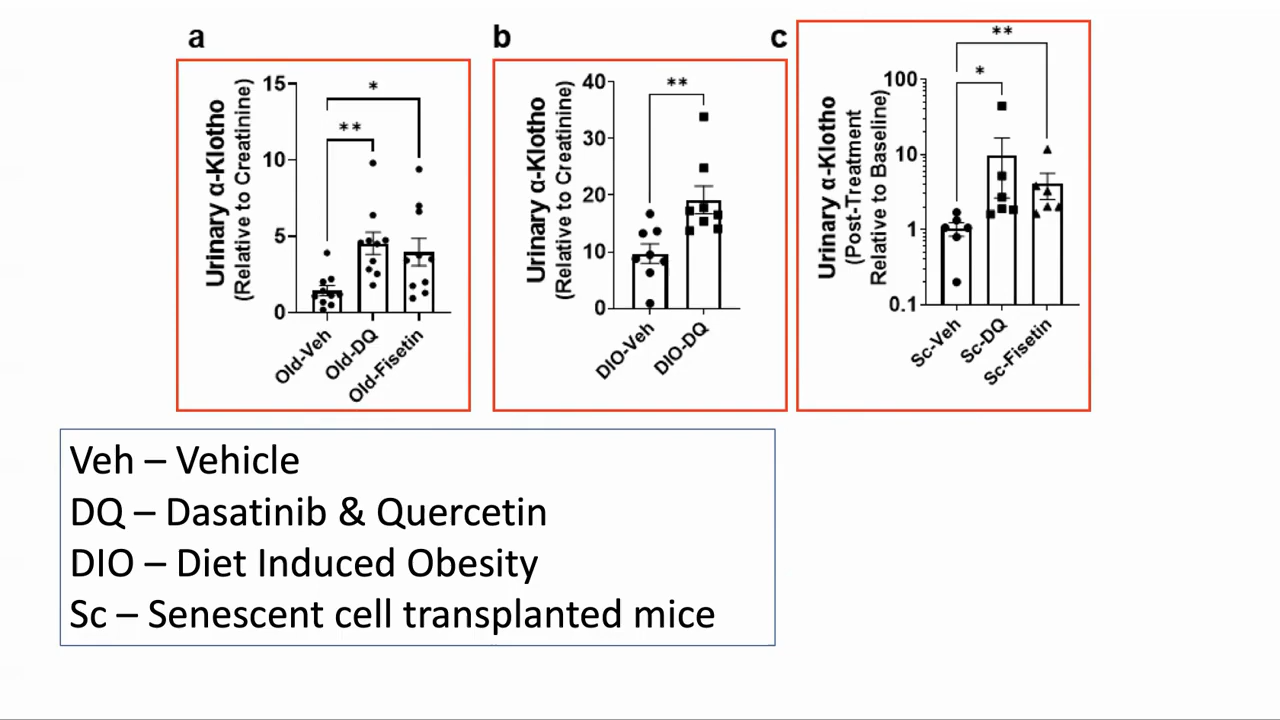 a
Urinary α-Klotho
(Relative to Creatinine)
15
10
5
0
*
**
Old-Veh
Old-DQ
Old-Fisetin
b
Urinary α-Klotho
(Relative to Creatinine)
40
30
20
10
0
**
DIO-Veh
DIO-DQ
c
Urinary α-Klotho
(Post-Treatment
Relative to Baseline)
100
10
1
0.1
**
*
Sc-Veh
Sc-DQ
Sc-Fisetin
Veh – Vehicle
DQ – Dasatinib & Quercetin
DIO – Diet Induced Obesity
Sc – Senescent cell transplanted mice